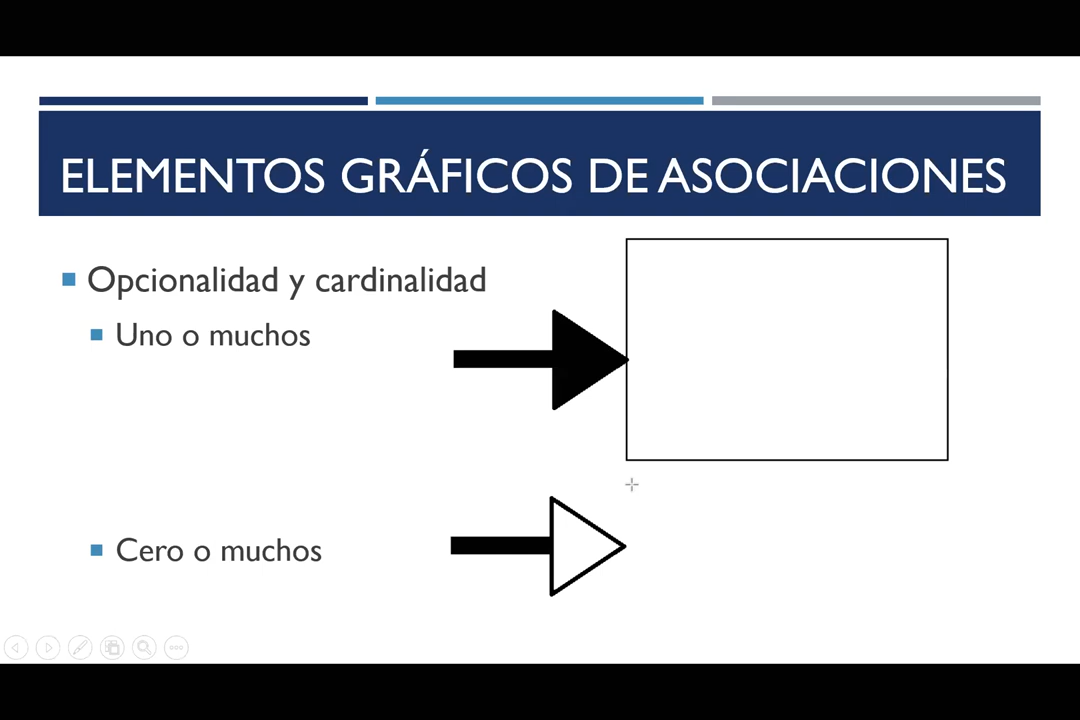 ELEMENTOS GRÁFICOS DE ASOCIACIONES
Opcionalidad y cardinalidad
Uno o muchos
Cero o muchos